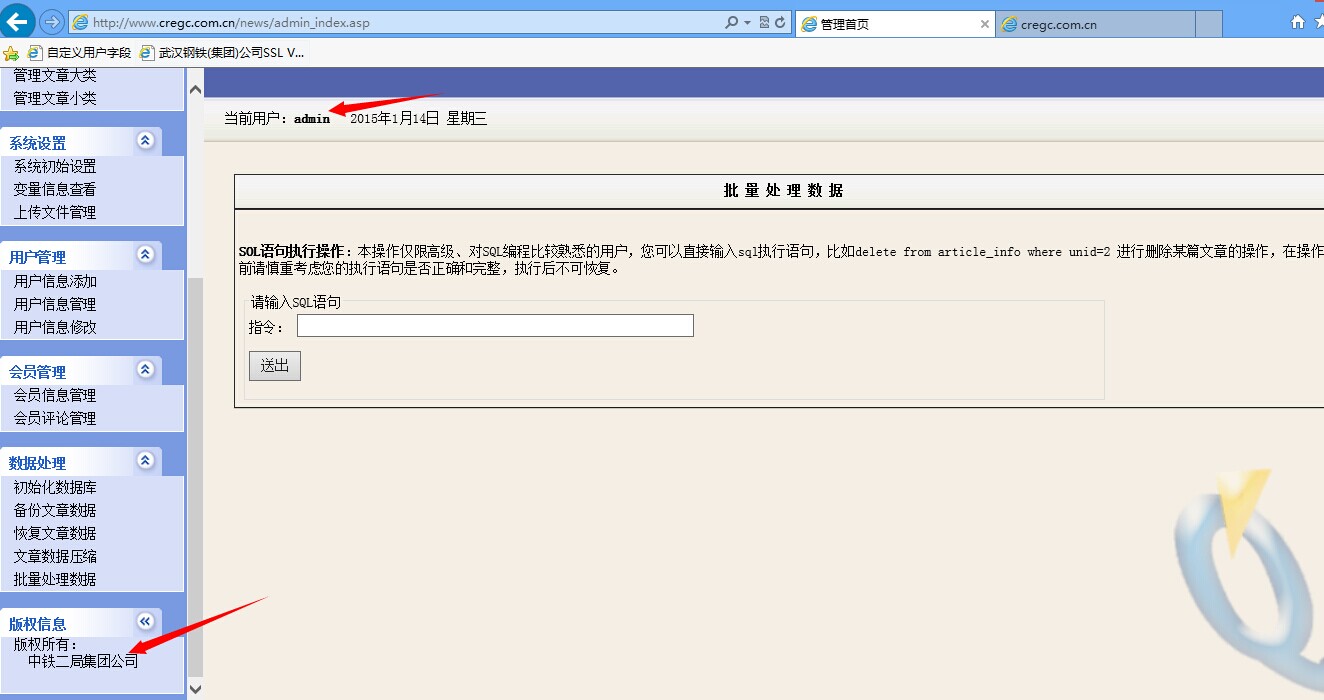 http://www.cregc.com.cn/news/admin_index.asp
管理首页
cregc.com.cn
自定义用户字段
武汉钢铁(集团)公司SSL V...
管理文章大类
管理文章小类
系统设置
系统初始设置
变量信息查看
上传文件管理
用户管理
用户信息添加
用户信息管理
用户信息修改
会员管理
会员信息管理
会员评论管理
数据处理
初始化数据库
备份文章数据
恢复文章数据
文章数据压缩
批量处理数据
版权信息
版权所有：
中铁二局集团公司
当前用户：admin 2015年1月14日 星期三
批 量 处 理 数 据
SQL语句执行操作：本操作仅限高级、对SQL编程比较熟悉的用户，您可以直接输入sql执行语句，比如delete from article_info where unid=2 进行删除某篇文章的操作，在操作
前请慎重考虑您的执行语句是否正确和完整，执行后不可恢复。
请输入SQL语句
指令：
送出